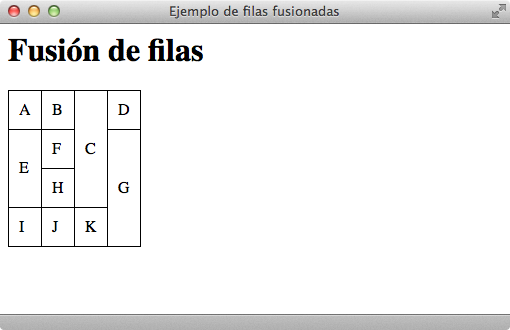 Ejemplo de filas fusionadas
Fusión de filas
A B C D
E F G
H
I J K